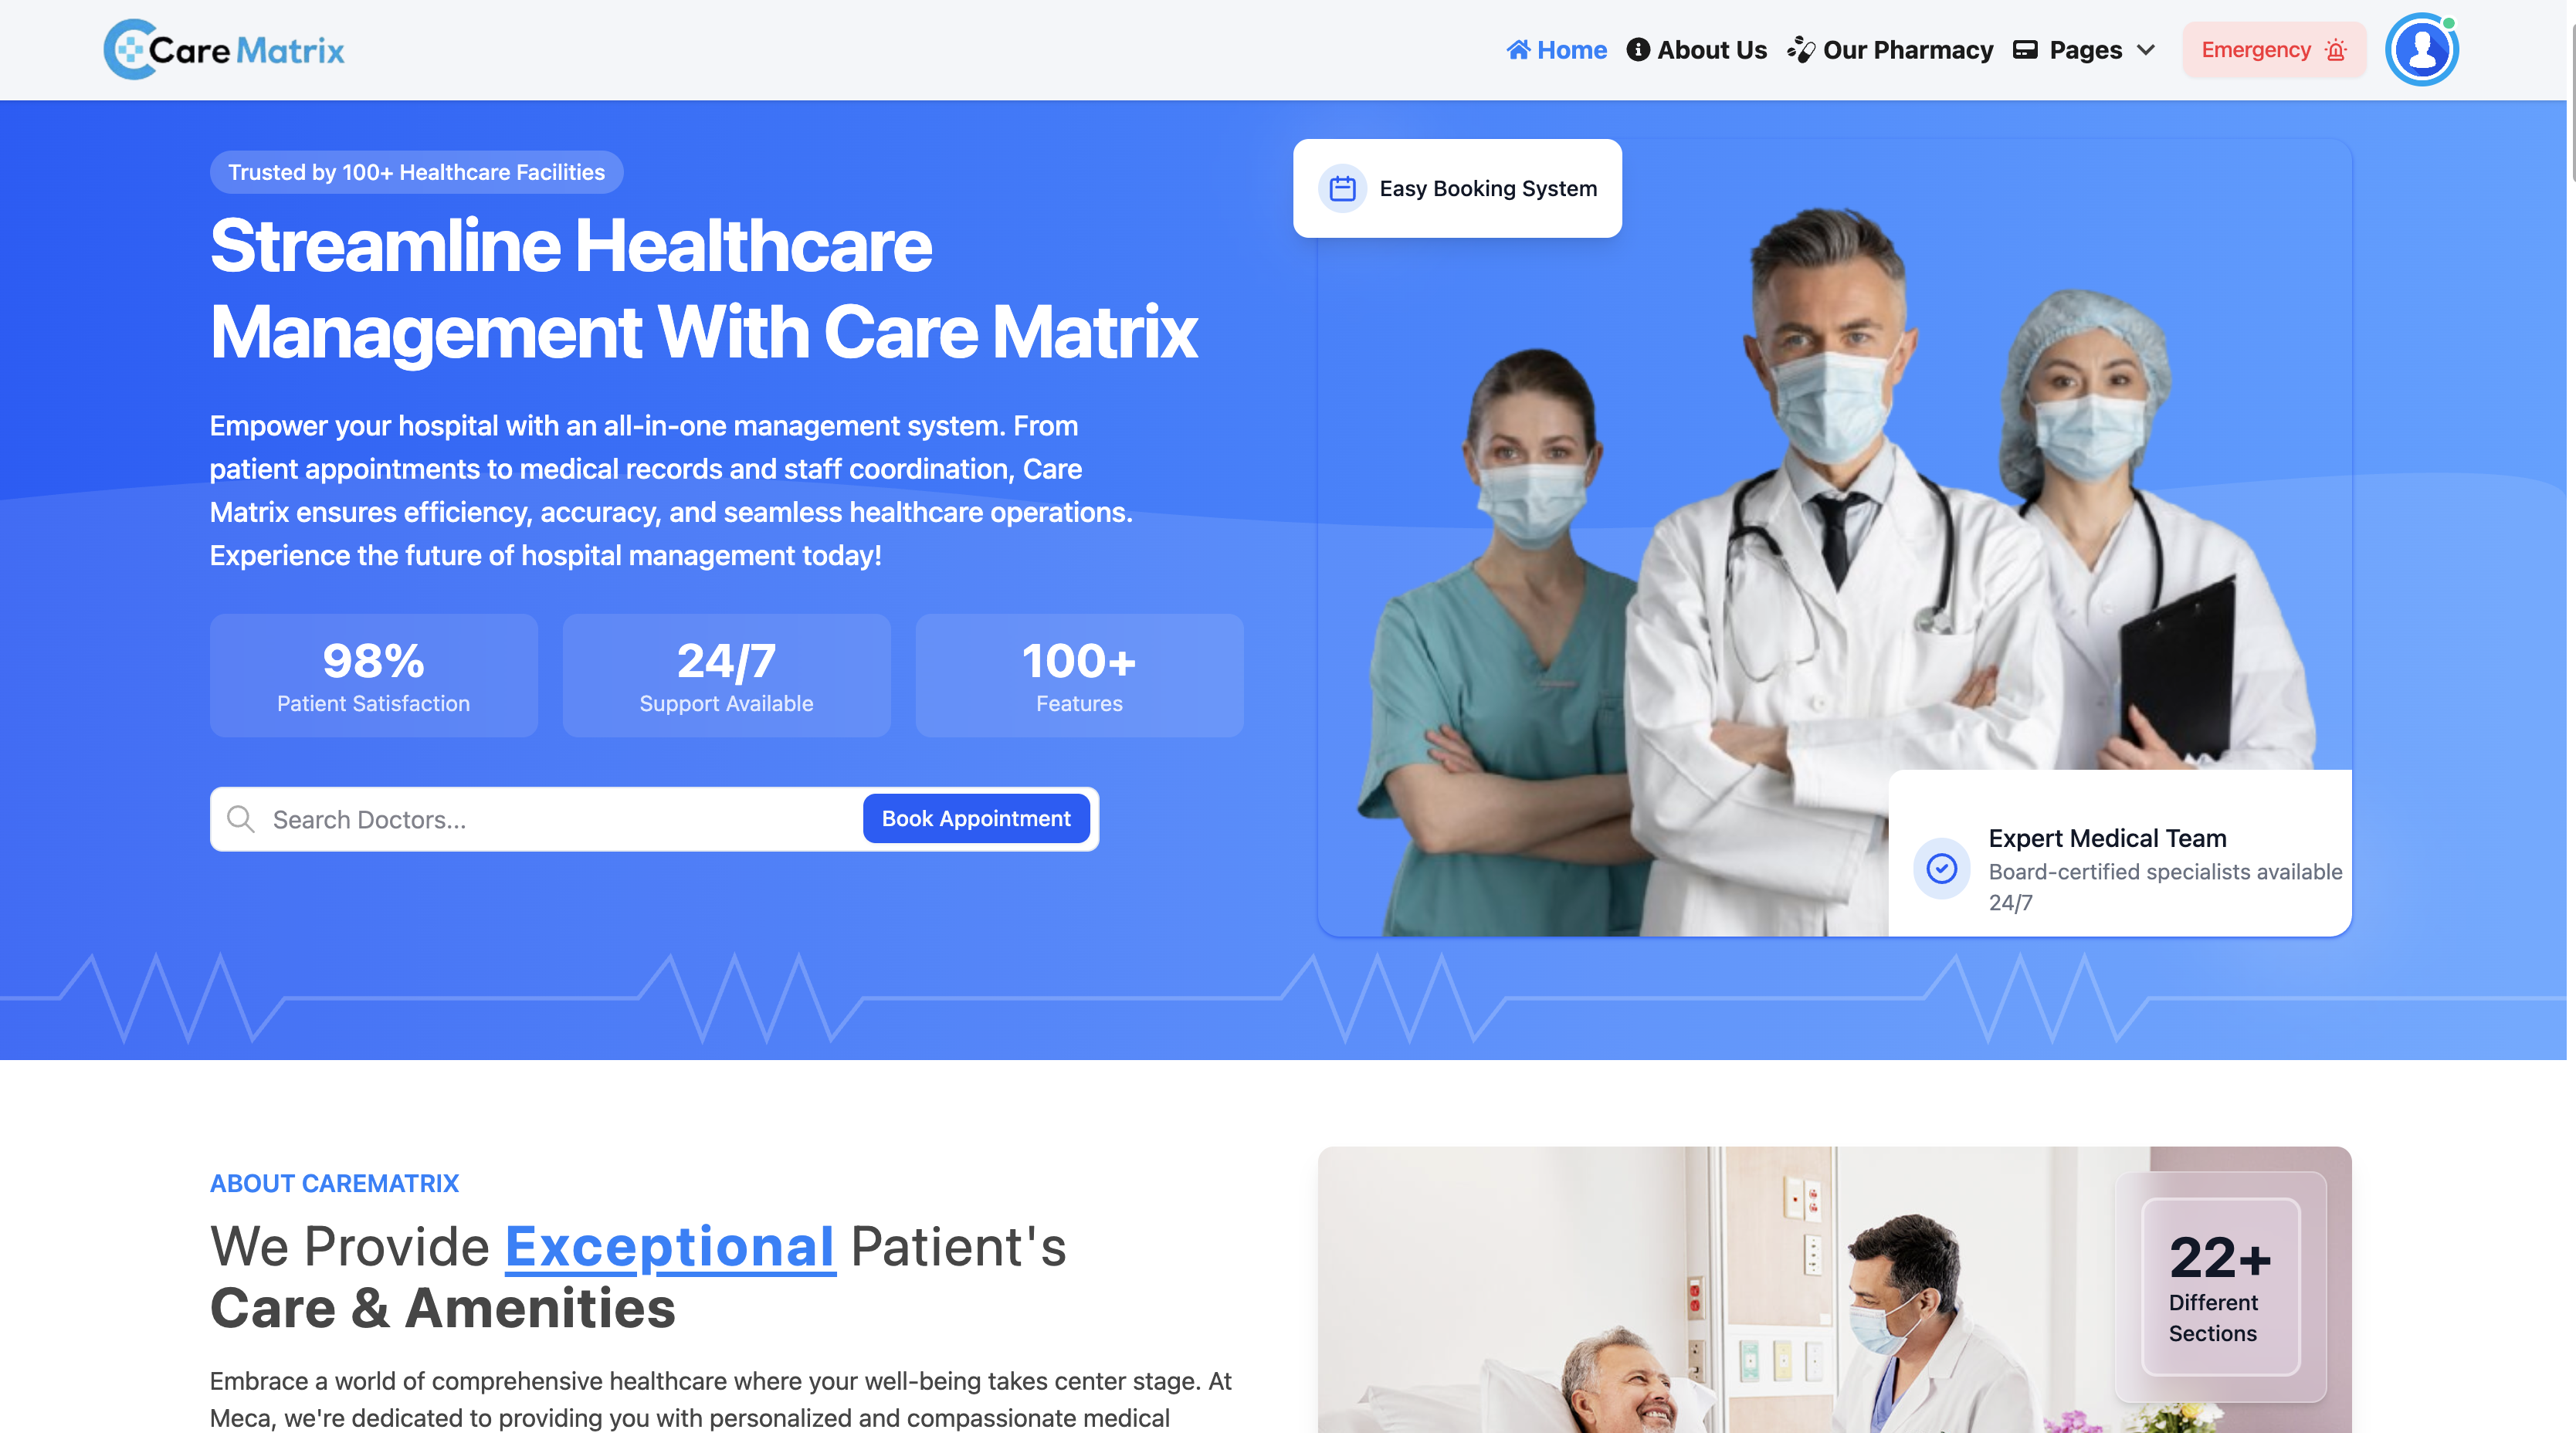 Care Matrix
Home
About Us
Our Pharmacy
Pages
Emergency
Trusted by 100+ Healthcare Facilities
Streamline Healthcare
Management With Care Matrix
Empower your hospital with an all-in-one management system. From
patient appointments to medical records and staff coordination, Care
Matrix ensures efficiency, accuracy, and seamless healthcare operations.
Experience the future of hospital management today!
98%
Patient Satisfaction
24/7
Support Available
100+
Features
Search Doctors...
Book Appointment
Easy Booking System
Expert Medical Team
Board-certified specialists available
24/7
ABOUT CAREMATRIX
We Provide Exceptional Patient's
Care & Amenities
Embrace a world of comprehensive healthcare where your well-being takes center stage. At
Meca, we're dedicated to providing you with personalized and compassionate medical
22+
Different
Sections